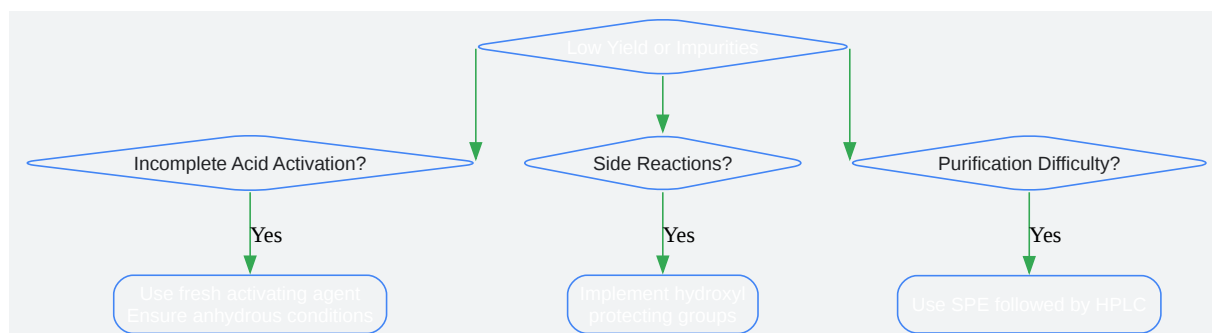 Low Yield or Impurities
Incomplete Acid Activation?
Side Reactions?
Purification Difficulty?
Yes
Yes
Yes
Use fresh activating agent
Ensure anhydrous conditions
Implement hydroxyl
protecting groups
Use SPE followed by HPLC